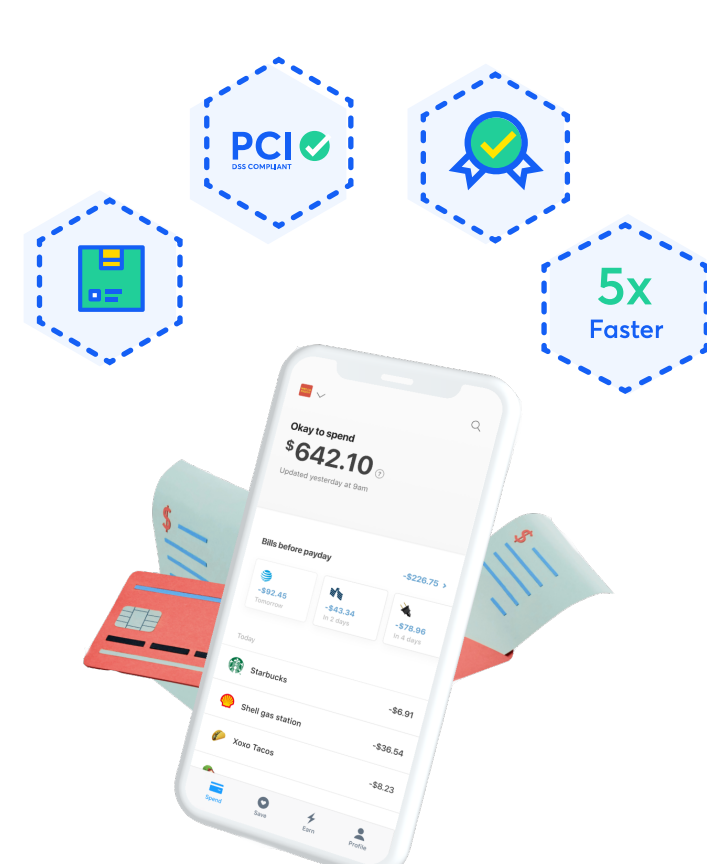 PCI
DSS COMPLIANT
5x
Faster
Okay to spend
$642.10
Updated yesterday at 9am
Bills before payday
-$226.75 >
-$92.45
Tomorrow
-$43.34
In 2 days
-$78.96
In 4 days
Today
Starbucks
-$6.91
Shell gas station
-$36.54
Xoxo Tacos
-$8.23
Spend
Save
Earn
Profile
$
$